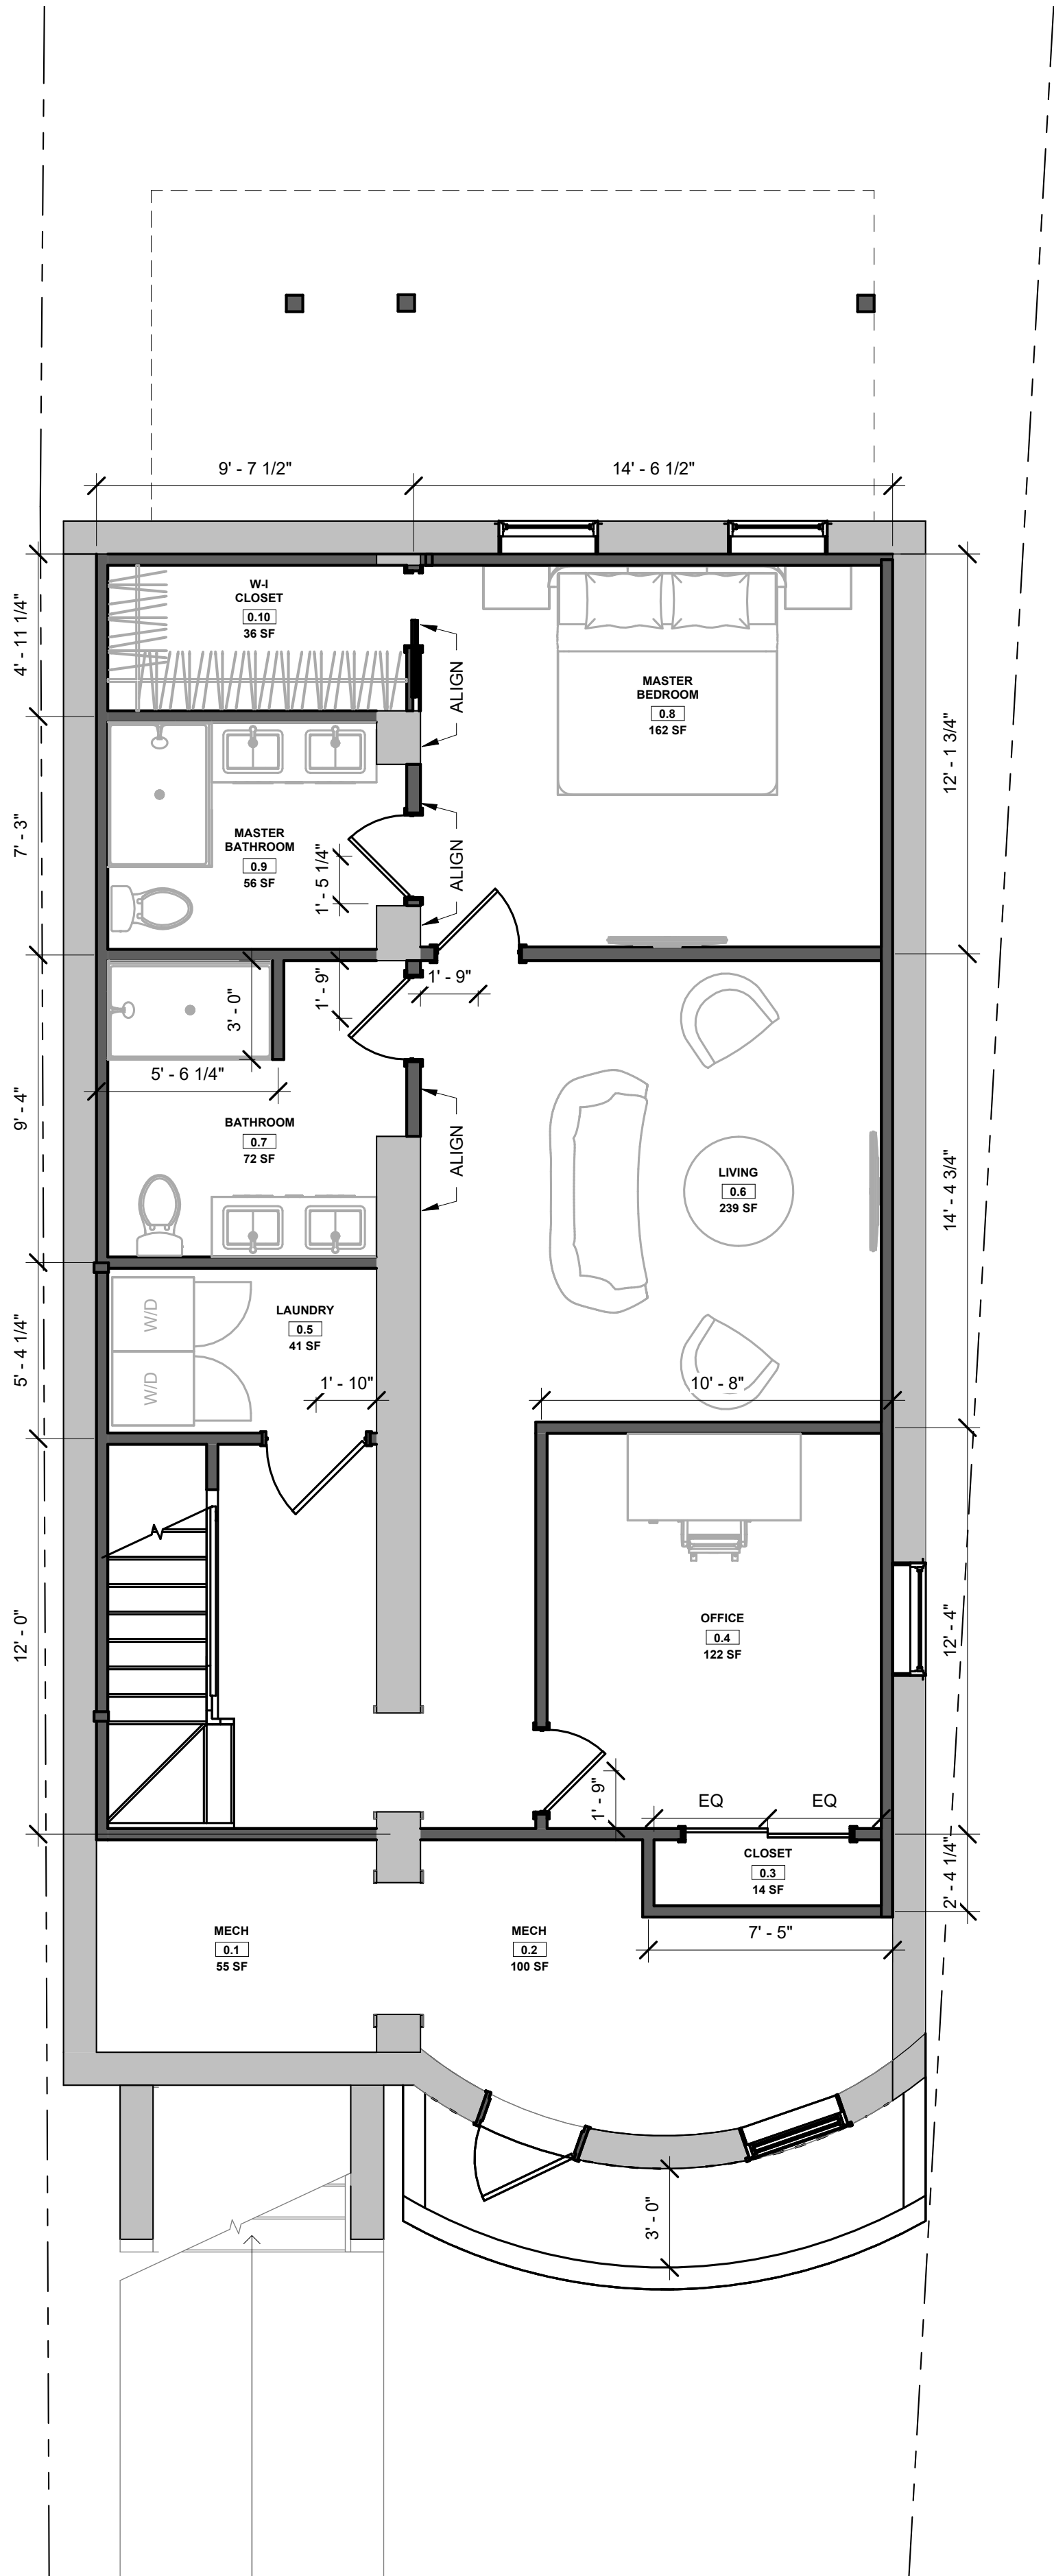 9' - 7 1/2"
14' - 6 1/2"
4' - 11 1/4"
W-I
CLOSET
0.10
36 SF
ALIGN
MASTER
BEDROOM
0.8
162 SF
12' - 1 3/4"
7' - 3"
MASTER
BATHROOM
0.9
56 SF
1' - 5 1/4"
ALIGN
1' - 9"
1' - 9"
3' - 0"
5' - 6 1/4"
9' - 4"
BATHROOM
0.7
72 SF
ALIGN
LIVING
0.6
239 SF
14' - 4 3/4"
W/D
W/D
LAUNDRY
0.5
41 SF
5' - 4 1/4"
1' - 10"
10' - 8"
12' - 0"
OFFICE
0.4
122 SF
12' - 4"
1' - 9"
EQ
EQ
CLOSET
0.3
14 SF
2' - 4 1/4"
MECH
0.1
55 SF
MECH
0.2
100 SF
7' - 5"
3' - 0"